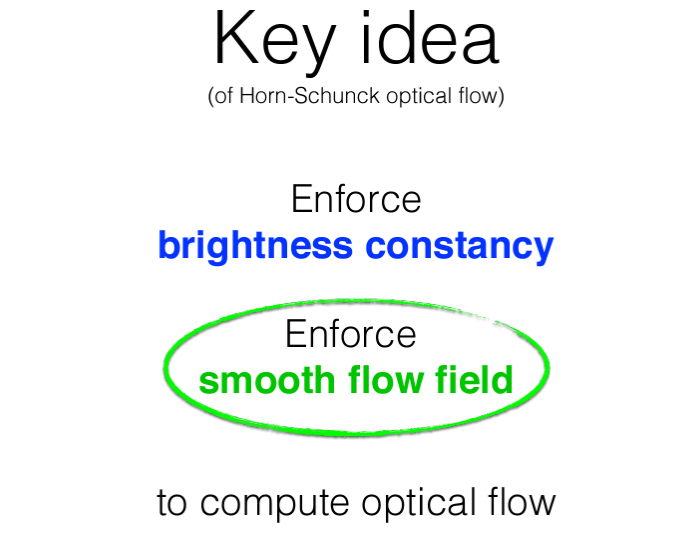 Key idea
(of Horn-Schunck optical flow)
Enforce
brightness constancy
Enforce
smooth flow field
to compute optical flow